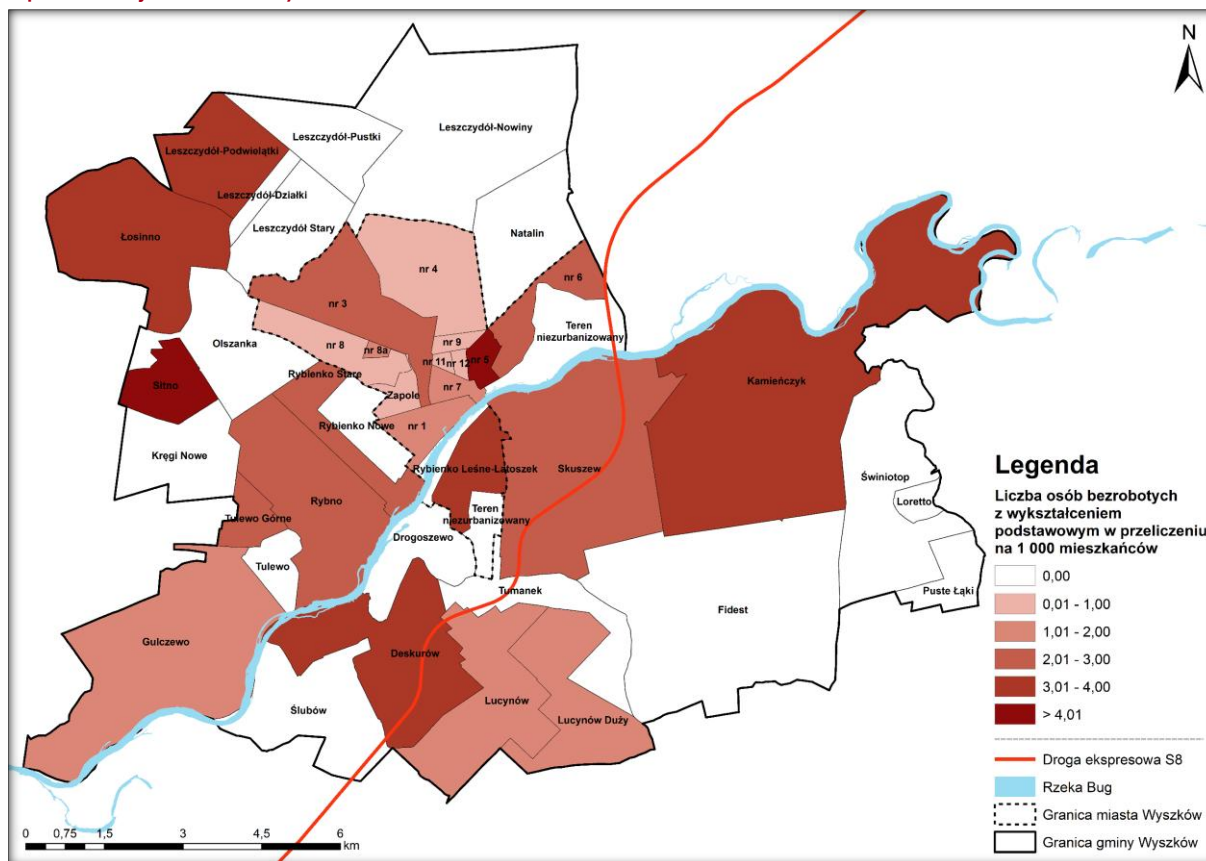 N
Leszczydół-Pustki
Leszczydół-Nowiny
Leszczydół-Podwielątki
Leszczydół-Działki
Leszczydół Stary
Łosinno
Natalin
nr 4
nr 6
nr 3
Teren
niezurbanizowany
Olszanka
nr 8
nr 8a
nr 9
nr 11
nr 12
nr 5
Rybienko Stare
Sitno
Zapole
nr 7
Kamieńczyk
Rybienko Nowe
nr 1
Kręgi Nowe
Rybienko Leśne-Latoszek
Skuszew
Świniotop
Loretto
Rybno
Tulewo Górne
Teren
niezurbanizowany
Drogoszewo
Tulewo
Tumanek
Puste Łąki
Fidest
Gulczewo
Deskurów
Ślubów
Lucynów
Lucynów Duży
Legenda
Liczba osób bezrobotych
z wykształceniem
podstawowym w przeliczeniu
na 1 000 mieszkańców
0,00
0,01 - 1,00
1,01 - 2,00
2,01 - 3,00
3,01 - 4,00
> 4,01
Droga ekspresowa S8
Rzeka Bug
Granica miasta Wyszków
Granica gminy Wyszków
0 0,75 1,5 3 4,5 6
km